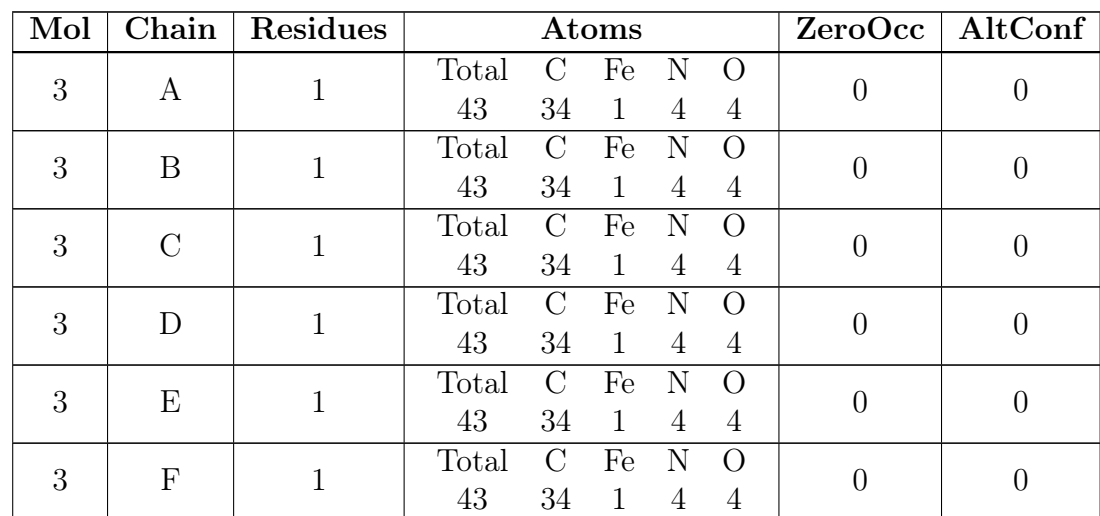 Mol Chain Residues Atoms ZeroOcc AltConf
3 A 1 Total C Fe N O 0 0
43 34 1 4 4
3 B 1 Total C Fe N O 0 0
43 34 1 4 4
3 C 1 Total C Fe N O 0 0
43 34 1 4 4
3 D 1 Total C Fe N O 0 0
43 34 1 4 4
3 E 1 Total C Fe N O 0 0
43 34 1 4 4
3 F 1 Total C Fe N O 0 0
43 34 1 4 4